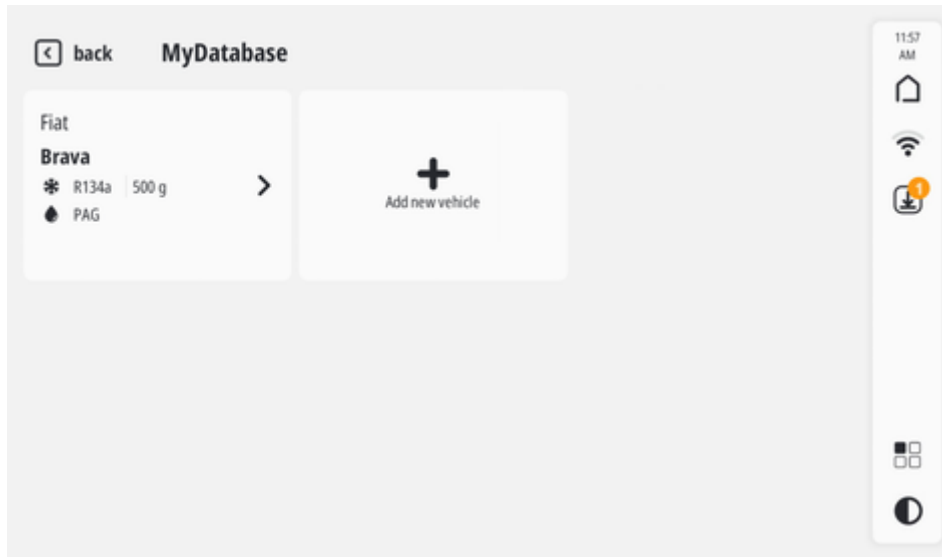 back MyDatabase
Fiat
Brava
R134a 500 g
PAG
Add new vehicle
11:57
AM
1